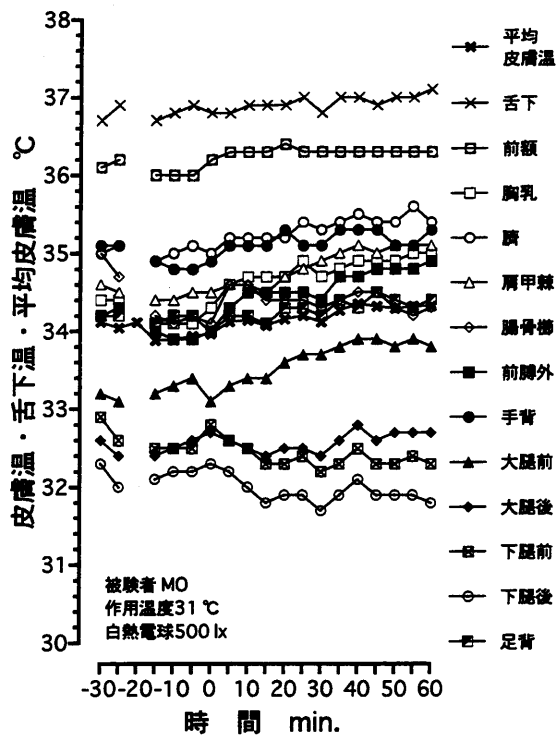 38
37
36
35
34
33
32
31
30
皮膚温・舌下温・平均皮膚温 ℃
被験者 MO
作用温度31 ℃
白熱電球500 lx
-30 -20 -10 0 10 20 30 40 50 60
時 間 min.
平均
皮膚温
舌下
前額
胸乳
臍
肩甲棘
腸骨櫛
前膊外
手背
大腿前
大腿後
下腿前
下腿後
足背